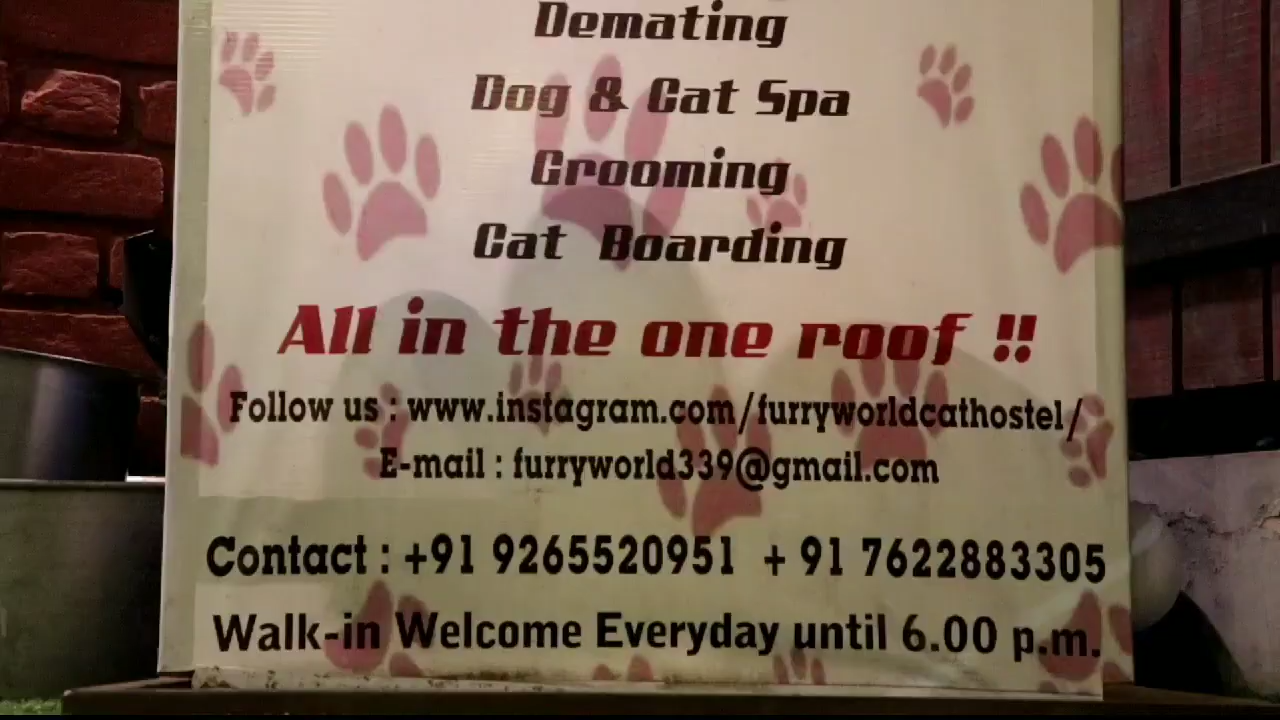 Demating
Dog & Cat Spa
Grooming
Cat Boarding
All in the one roof !!
Follow us : www.instagram.com/furryworldcathostel/
E-mail : furryworld339@gmail.com
Contact : +91 9265520951 + 91 7622883305
Walk-in Welcome Everyday until 6.00 p.m.